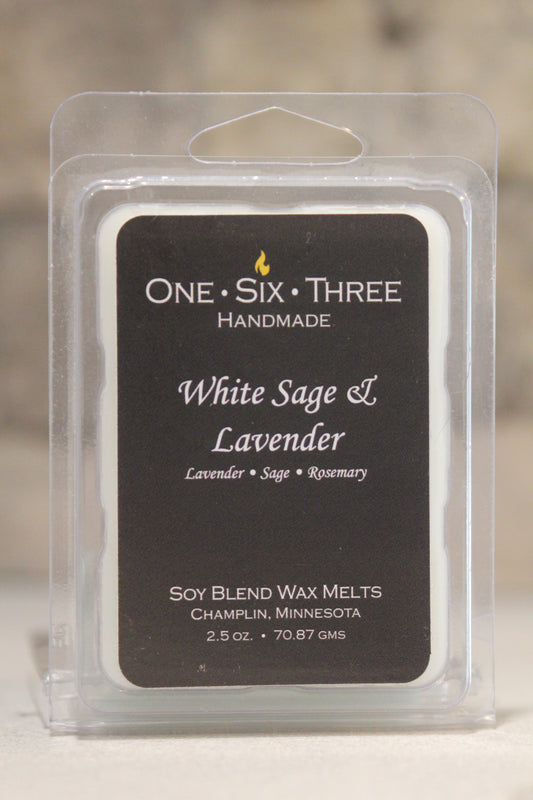 One • Six • Three
Handmade
White Sage &
Lavender
Lavender • Sage • Rosemary
Soy Blend Wax Melts
Champlin, Minnesota
2.5 oz. • 70.87 gms